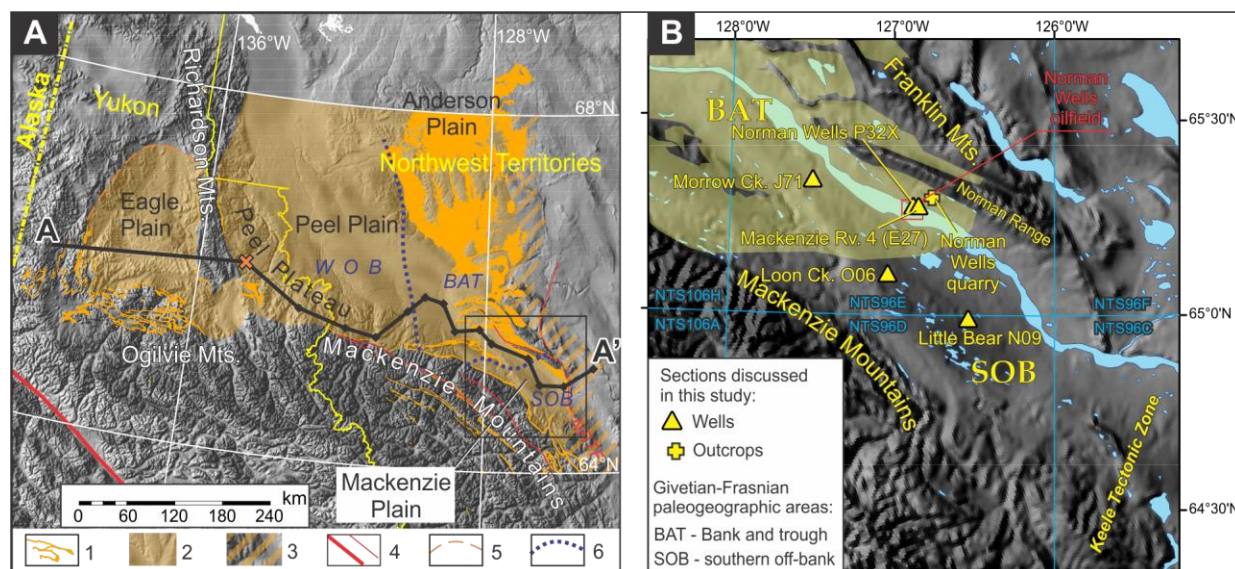 A
136°W
128°W
Alaska
Yukon
Richardson Mts.
68°N
Anderson
Plain
Northwest Territories
Eagle
Plain
A
Peel Plain
Peel Plateau
W O B
BAT
Ogilvie Mts.
Mackenzie Mountains
SOB
A'
64°N
Mackenzie
Plain
km
0 60 120 180 240
1
2
3
4
5
6
B
128°0'W
127°0'W
126°0'W
Franklin Mts.
Norman
Wells
oilfield
65°30'N
BAT
Norman Wells P32X
Morrow Ck. J71
Norman Range
Mackenzie Rv. 4 (E27)
Norman
Wells
quarry
Loon Ck. O06
NTS106H
NTS96E
NTS96F
65°0'N
NTS106A
NTS96D
NTS96C
Little Bear N09
Mackenzie Mountains
SOB
Keele Tectonic Zone
64°30'N
Sections discussed
in this study:
Wells
Outcrops
Givetian-Frasnian
paleogeographic areas:
BAT - Bank and trough
SOB - southern off-bank